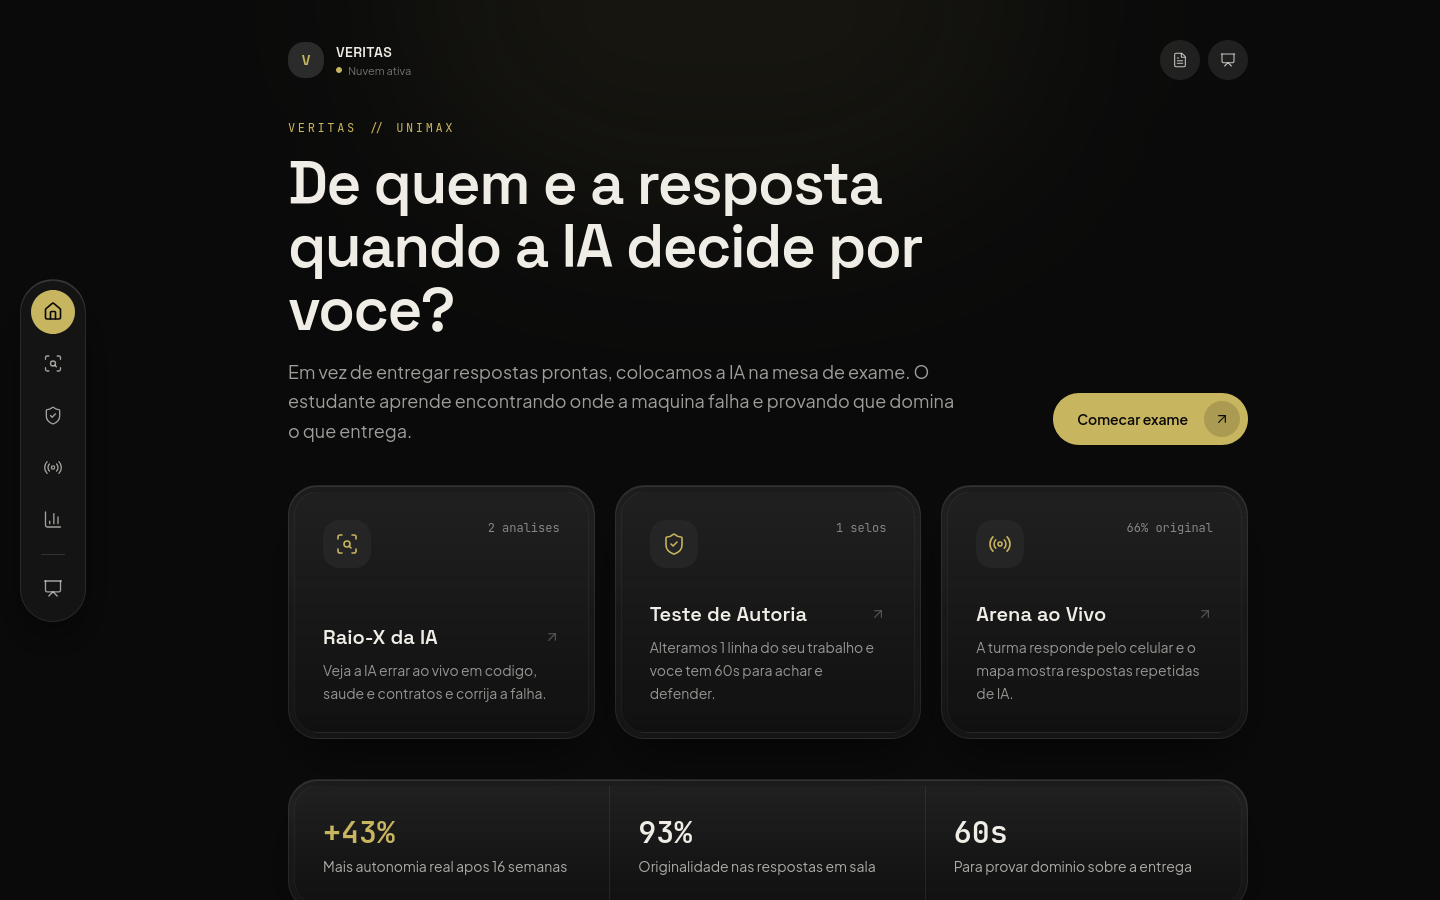 V
VERITAS
Nuvem ativa
VERITAS // UNIMAX
De quem e a resposta
quando a IA decide por
voce?
Em vez de entregar respostas prontas, colocamos a IA na mesa de exame. O
estudante aprende encontrando onde a maquina falha e provando que domina
o que entrega.
Comecar exame
2 analises
Raio-X da IA
Veja a IA errar ao vivo em codigo,
saude e contratos e corrija a falha.
1 selos
Teste de Autoria
Alteramos 1 linha do seu trabalho e
voce tem 60s para achar e
defender.
66% original
Arena ao Vivo
A turma responde pelo celular e o
mapa mostra respostas repetidas
de IA.
+43%
Mais autonomia real apos 16 semanas
93%
Originalidade nas respostas em sala
60s
Para provar dominio sobre a entrega